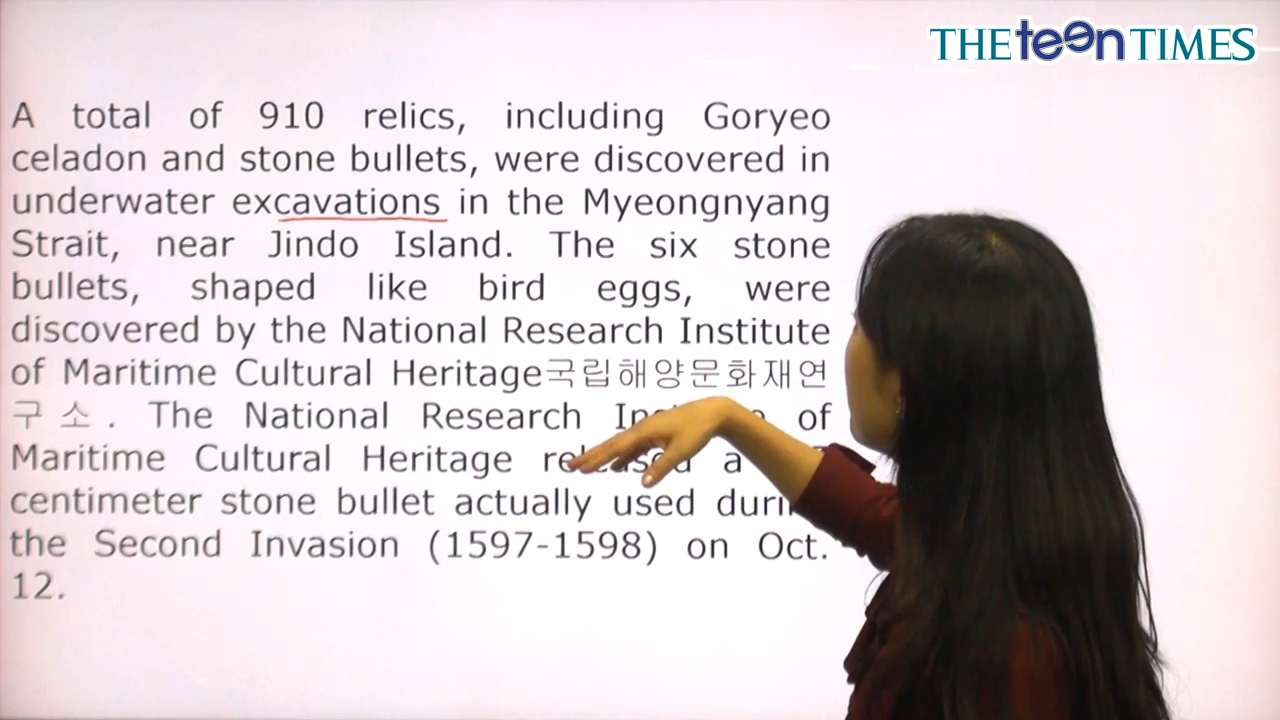 THE teen TIMES
A total of 910 relics, including Goryeo
celadon and stone bullets, were discovered in
underwater excavations in the Myeongnyang
Strait, near Jindo Island. The six stone
bullets, shaped like bird eggs, were
discovered by the National Research Institute
of Maritime Cultural Heritage국립해양문화재연
구소. The National Research of
Maritime Cultural Heritage released a
centimeter stone bullet actually used during
the Second Invasion (1597-1598) on Oct.
12.